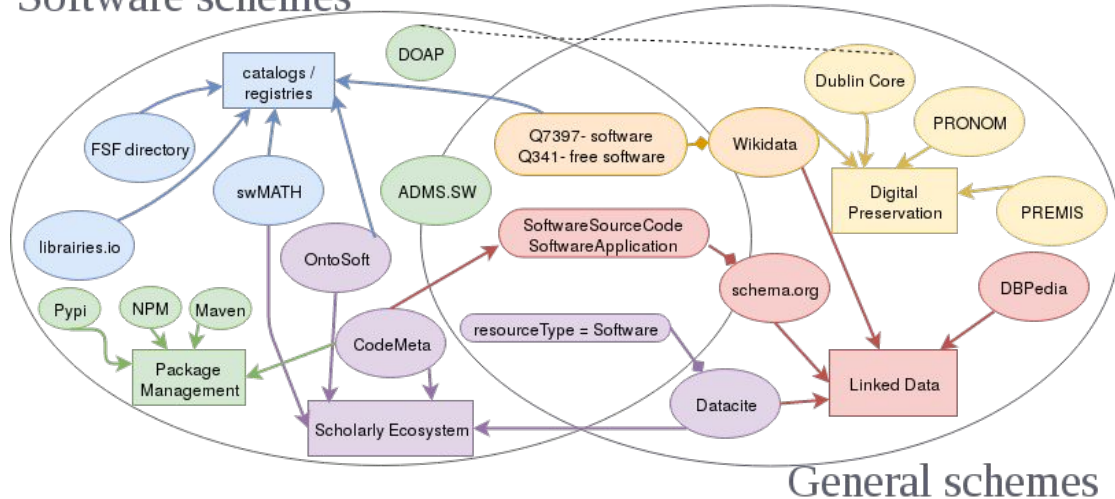 Software schemes
DOAP
catalogs /
registries
Dublin Core
PRONOM
FSF directory
Q7397- software
Q341- free software
Wikidata
swMATH
ADMS.SW
Digital
Preservation
PREMIS
librairies.io
OntoSoft
SoftwareSourceCode
SoftwareApplication
schema.org
DBPedia
Pypi
NPM
Maven
resourceType = Software
CodeMeta
Package
Management
Linked Data
Datacite
Scholarly Ecosystem
General schemes